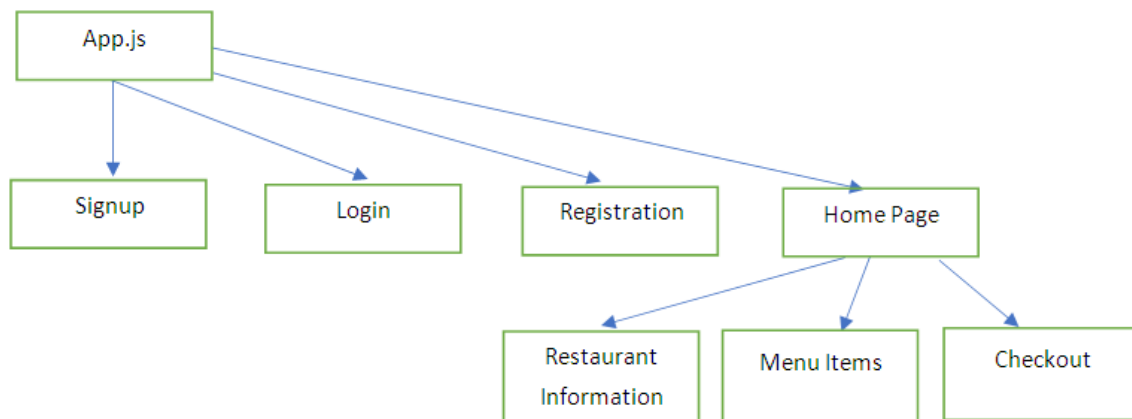 App.js
Signup
Login
Registration
Home Page
Restaurant
Information
Menu Items
Checkout